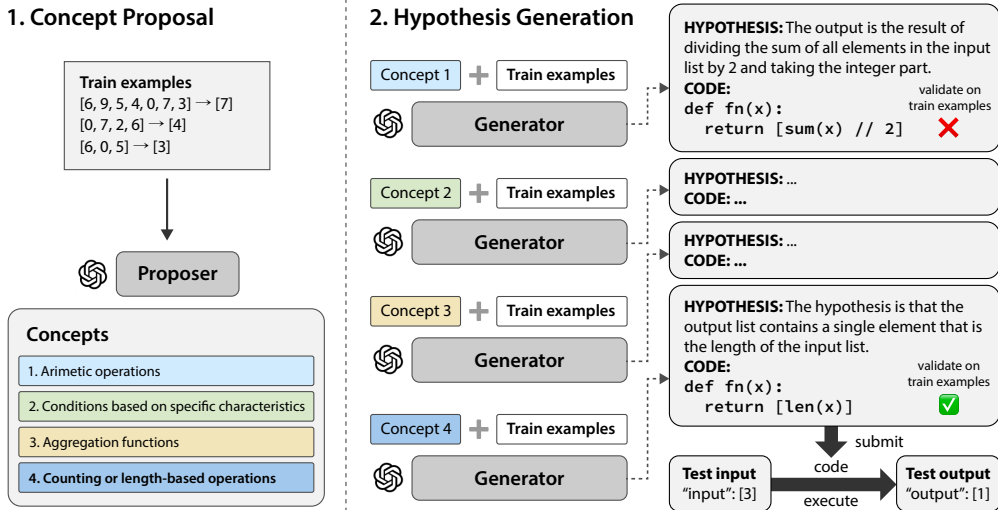 1. Concept Proposal
Train examples
[6, 9, 5, 4, 0, 7, 3] → [7]
[0, 7, 2, 6] → [4]
[6, 0, 5] → [3]
Proposer
Concepts
1. Arimetic operations
2. Conditions based on specific characteristics
3. Aggregation functions
4. Counting or length-based operations
2. Hypothesis Generation
Concept 1 + Train examples
Generator
Concept 2 + Train examples
Generator
Concept 3 + Train examples
Generator
Concept 4 + Train examples
Generator
HYPOTHESIS: The output is the result of
dividing the sum of all elements in the input
list by 2 and taking the integer part.
CODE:
def fn(x):
return [sum(x) // 2]
validate on
train examples
HYPOTHESIS: ...
CODE: ...
HYPOTHESIS: ...
CODE: ...
HYPOTHESIS: The hypothesis is that the
output list contains a single element that is
the length of the input list.
CODE:
def fn(x):
return [len(x)]
validate on
train examples
submit
code
execute
Test input
"input": [3]
Test output
"output": [1]